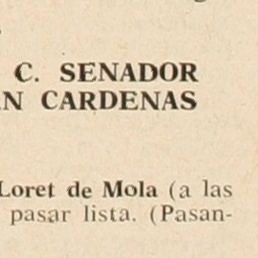 C. SENADOR
N CARDENAS
Loret de Mola (a las
pasar lista. (Pasan-